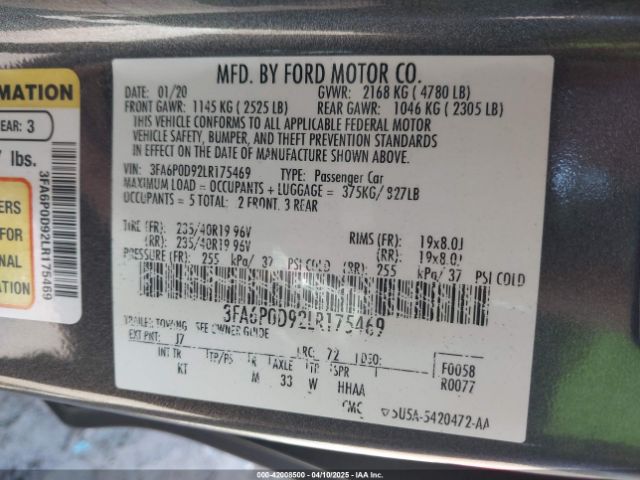 MFD. BY FORD MOTOR CO.
DATE: 01/20 GVWR: 2168 KG ( 4780 LB)
FRONT GAWR: 1145 KG ( 2525 LB) REAR GAWR: 1046 KG ( 2305 LB)
THIS VEHICLE CONFORMS TO ALL APPLICABLE FEDERAL MOTOR
VEHICLE SAFETY, BUMPER, AND THEFT PREVENTION STANDARDS
IN EFFECT ON THE DATE OF MANUFACTURE SHOWN ABOVE.
VIN: 3FA6P0D92LR175469 TYPE: Passenger Car
MAXIMUM LOAD = OCCUPANTS + LUGGAGE = 375KG/ 827LB
OCCUPANTS = 5 TOTAL: 2 FRONT, 3 REAR
TIRE (FR): 235/40R19 96V RIMS (FR): 19x8.0J
(RR): 235/40R19 96V (RR): 19x8.0J
PRESSURE (FR): 255 kPa/ 37 PSI COLD (RR): 255 kPa/ 37 PSI COLD
3FA6P0D92LR175469
TRAILER TOWING - SEE OWNER GUIDE
EXT PNT: J7 RC: 72 DSO: F0058
INT TR TP/PS R AXLE TR SPR R0077
KT M 33 W HHAA
5U5A-5420472-AA
MATION
EAR: 3
lbs.
ERS
FOR
NAL
ATION
3FA6P0D92LR175469
000-42008500 - 04/10/2025 - IAA Inc.